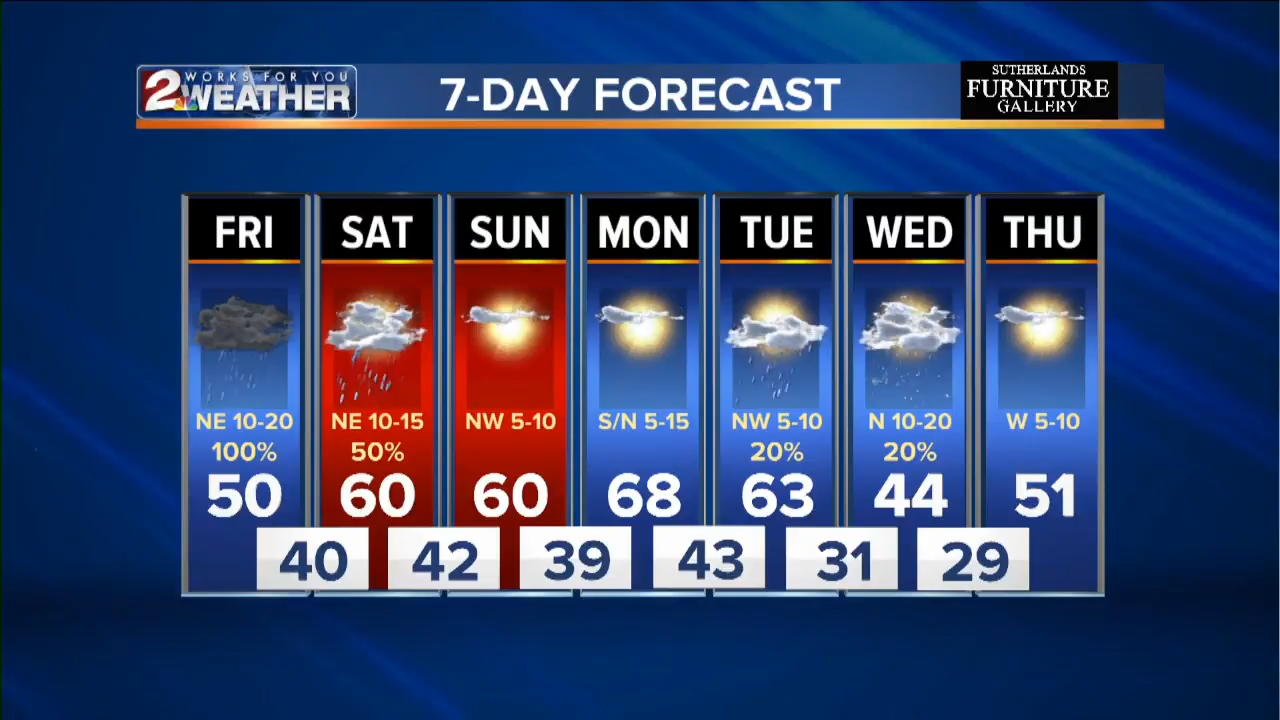 2 WORKS FOR YOU
WEATHER
7-DAY FORECAST
SUTHERLANDS
FURNITURE
GALLERY
FRI SAT SUN MON TUE WED THU
NE 10-20 NE 10-15 NW 5-10 S/N 5-15 NW 5-10 N 10-20 W 5-10
100% 50% 20% 20%
50 60 60 68 63 44 51
40 42 39 43 31 29